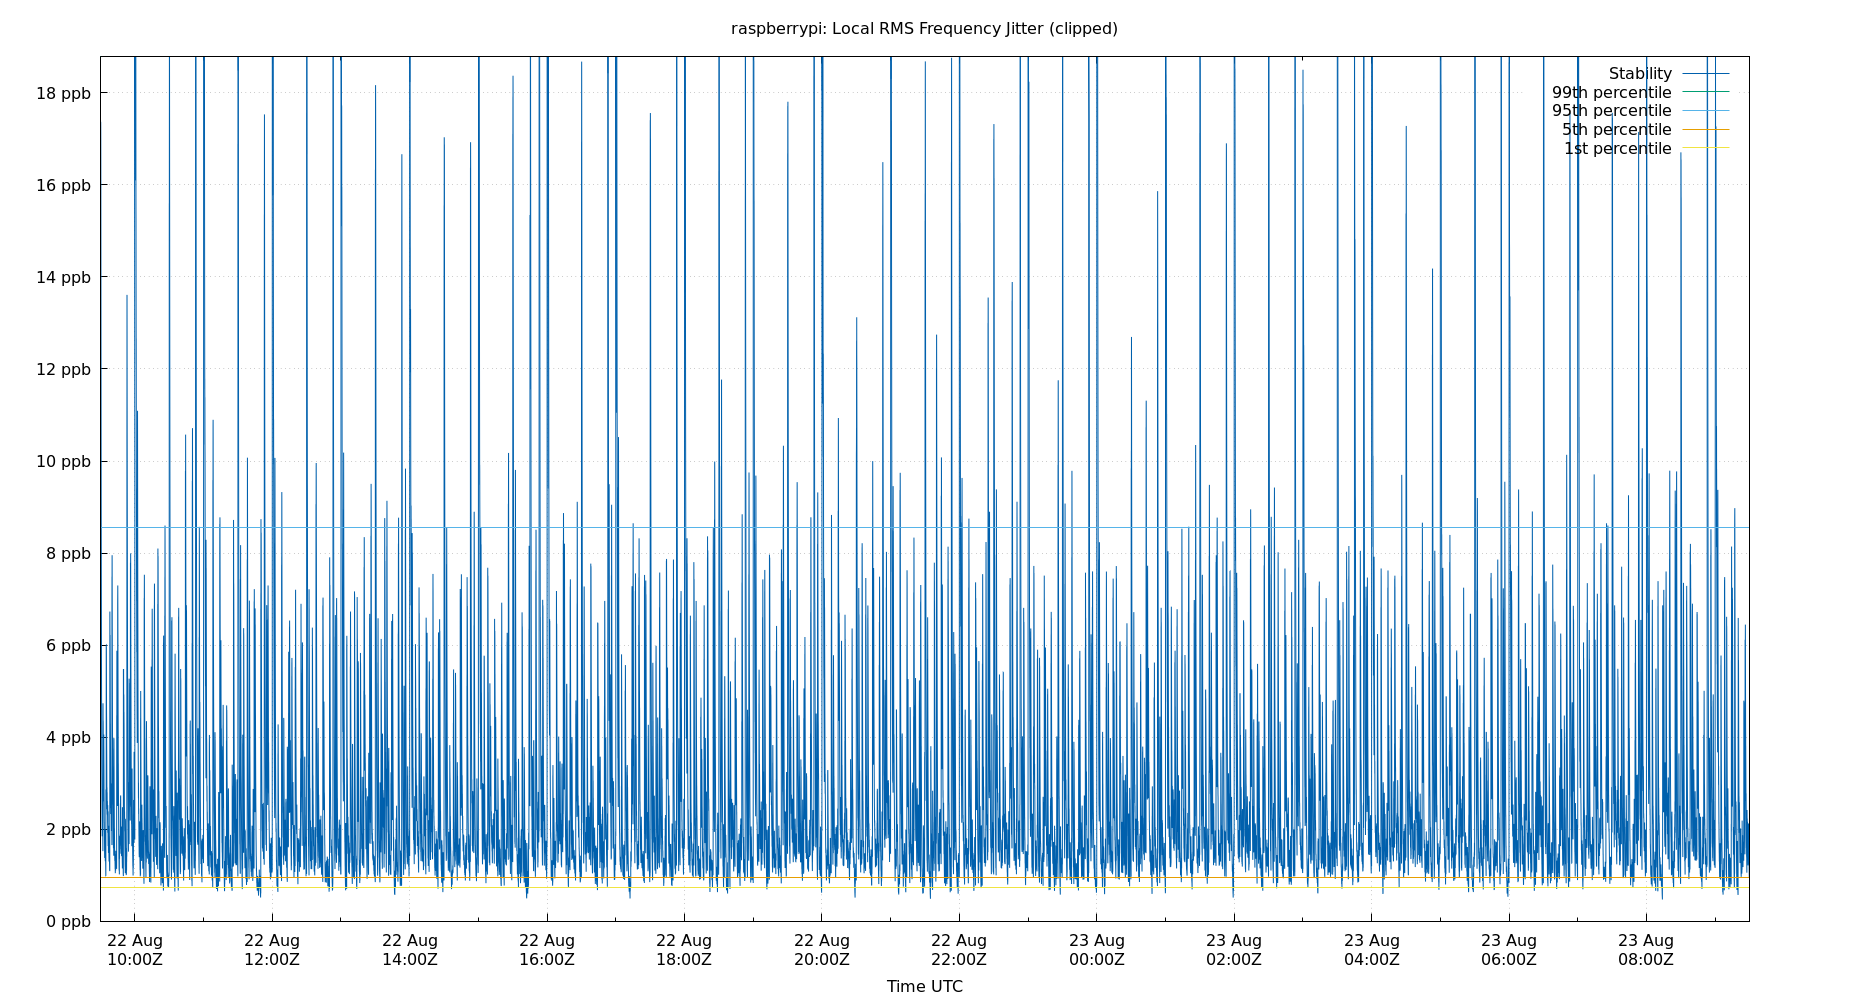 raspberrypi: Local RMS Frequency Jitter (clipped)
Stability
99th percentile
95th percentile
5th percentile
1st percentile
18 ppb
16 ppb
14 ppb
12 ppb
10 ppb
8 ppb
6 ppb
4 ppb
2 ppb
0 ppb
22 Aug 22 Aug 22 Aug 22 Aug 22 Aug 22 Aug 22 Aug 23 Aug 23 Aug 23 Aug 23 Aug 23 Aug
10:00Z 12:00Z 14:00Z 16:00Z 18:00Z 20:00Z 22:00Z 00:00Z 02:00Z 04:00Z 06:00Z 08:00Z
Time UTC